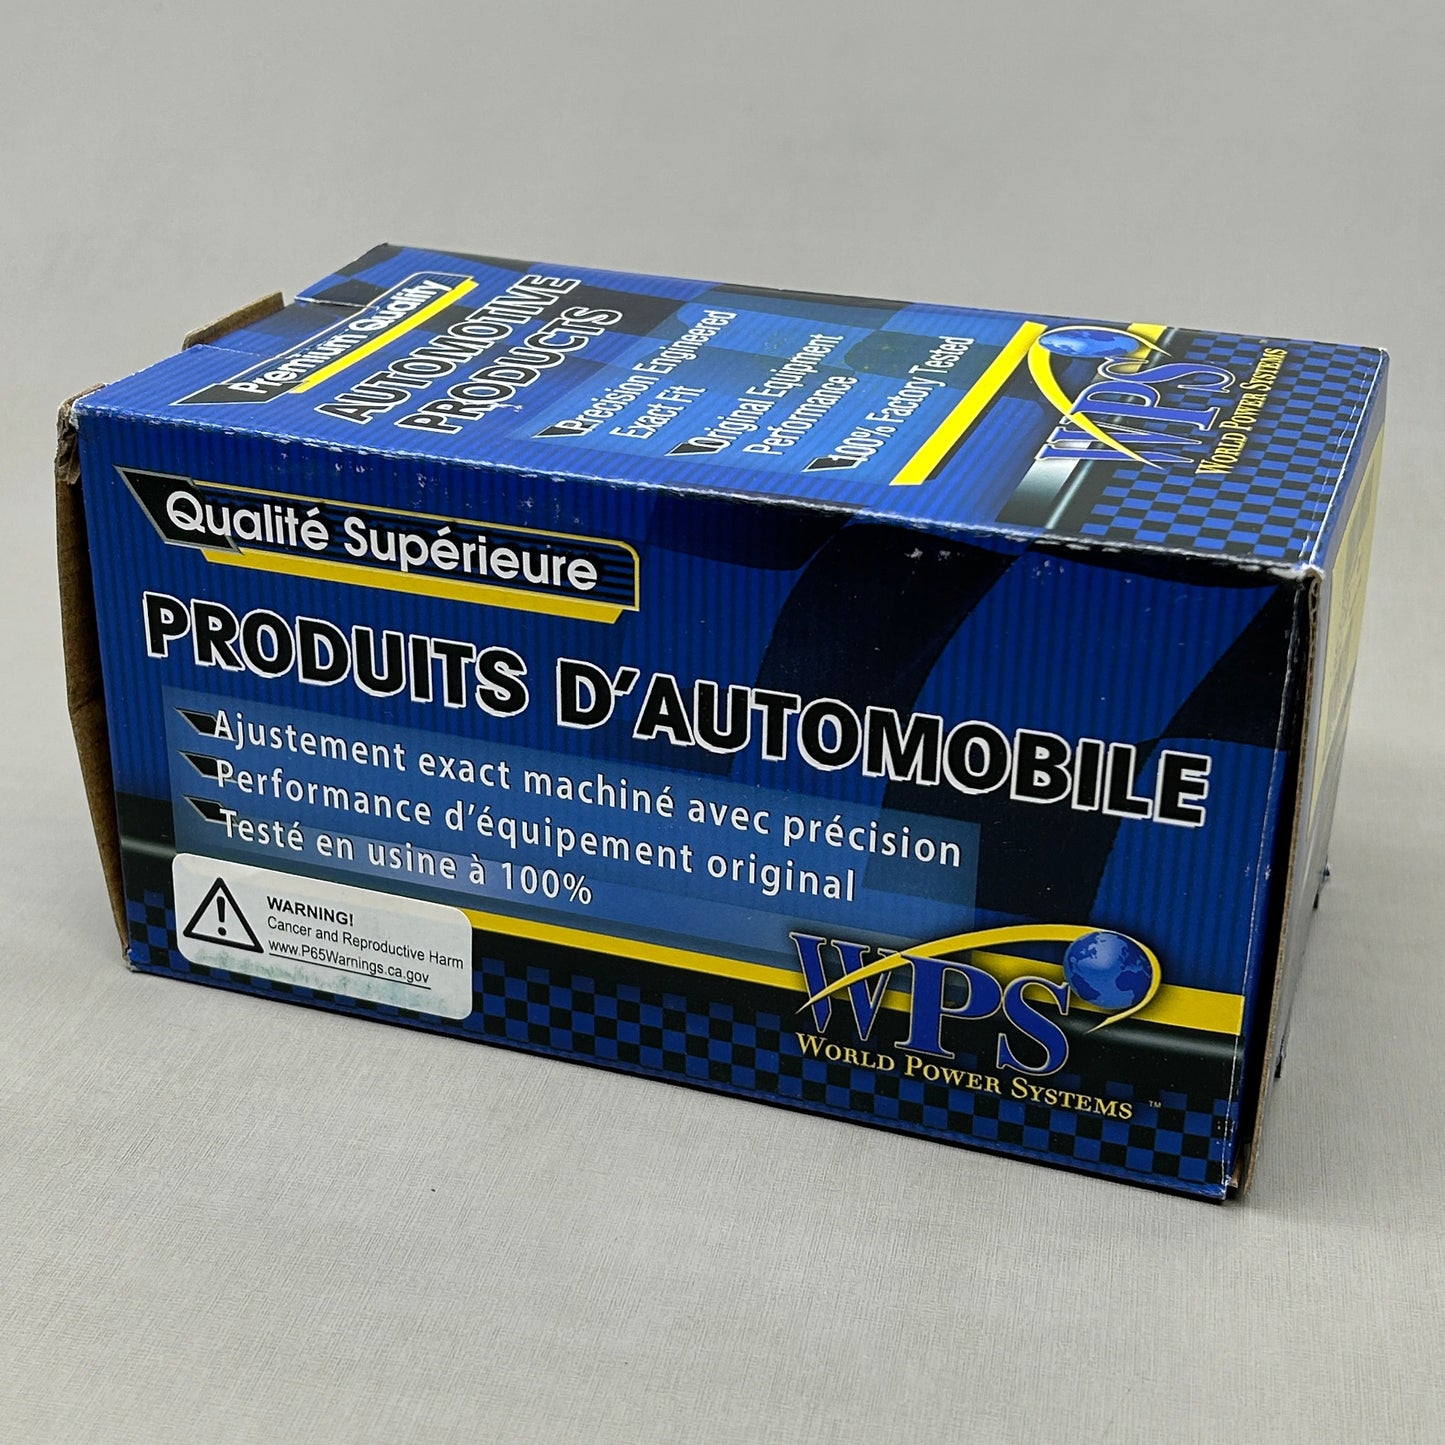 Premium Quality
AUTOMOTIVE
PRODUCTS
Precision Engineered
Exact Fit
Original Equipment
Performance
100% Factory Tested
WPS
WORLD POWER SYSTEMS
Qualité Supérieure
PRODUITS D'AUTOMOBILE
Ajustement exact machiné avec précision
Performance d'équipement original
Testé en usine à 100%
WARNING!
Cancer and Reproductive Harm
www.P65Warnings.ca.gov
WPS
WORLD POWER SYSTEMS ™